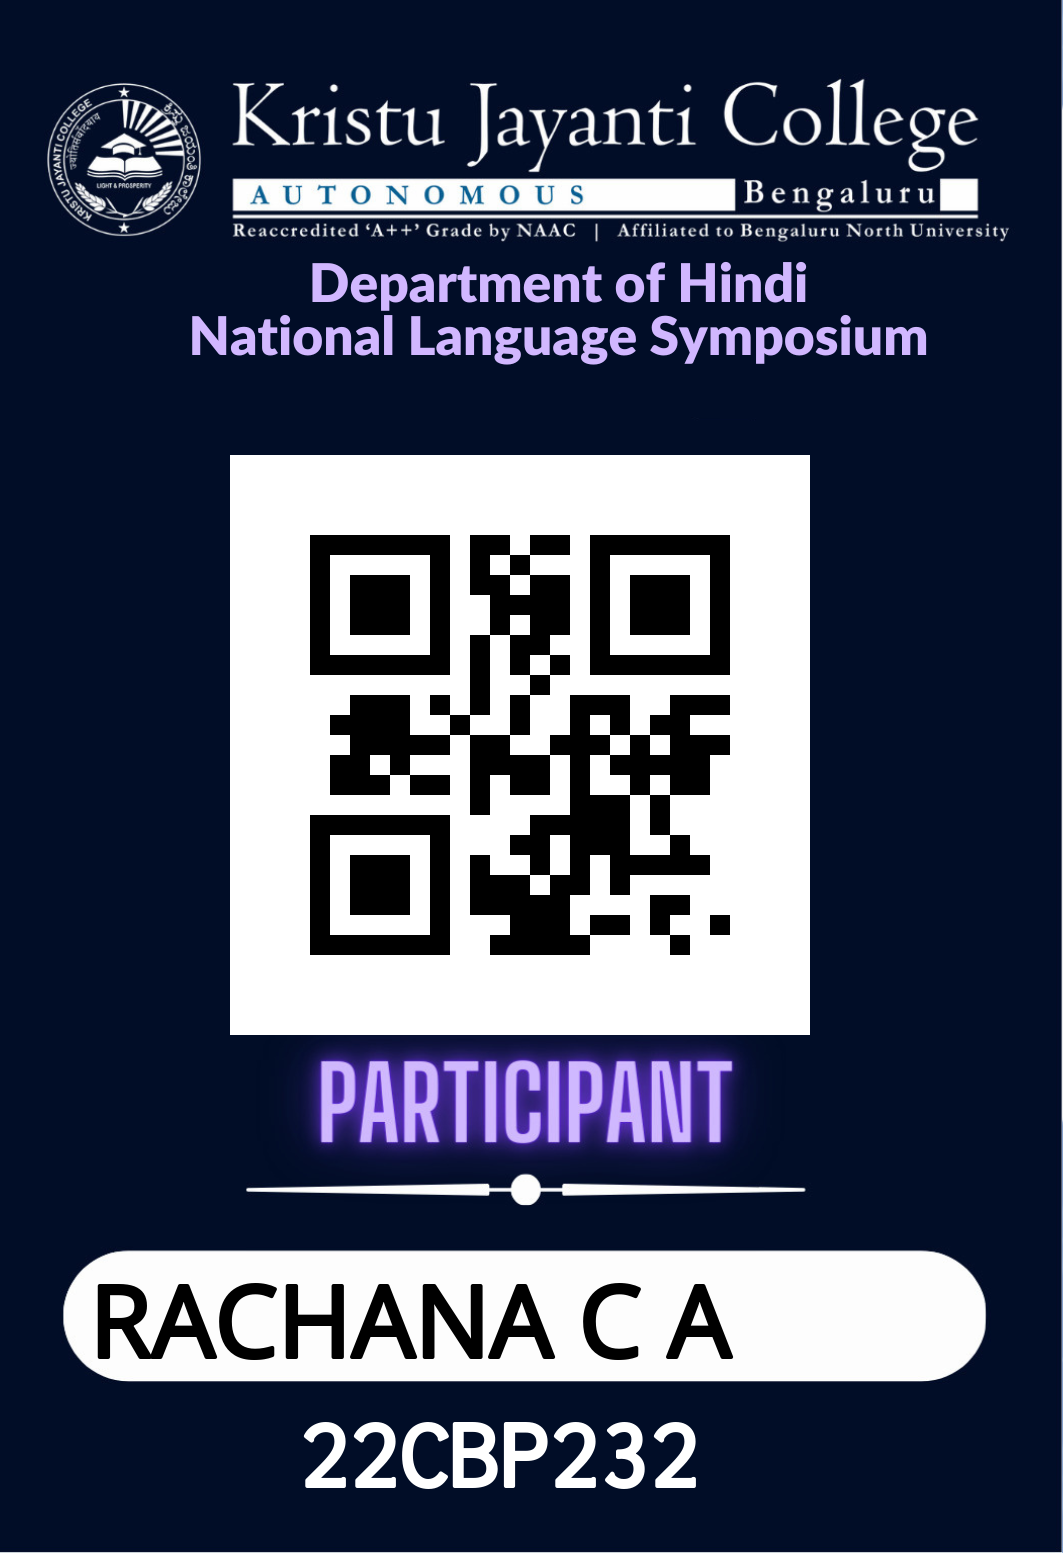 KRISTU JAYANTI COLLEGE
LIGHT & PROSPERITY
Kristu Jayanti College
AUTONOMOUS Bengaluru
Reaccredited ‘A++’ Grade by NAAC | Affiliated to Bengaluru North University
Department of Hindi
National Language Symposium
PARTICIPANT
RACHANA C A
22CBP232